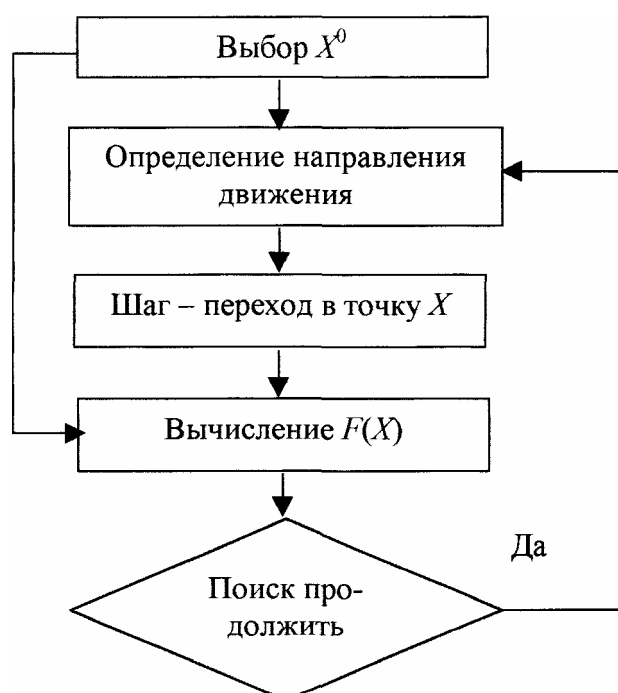 Выбор X⁰
Определение направления
движения
Шаг – переход в точку X
Вычисление F(X)
Да
Поиск про-
должить